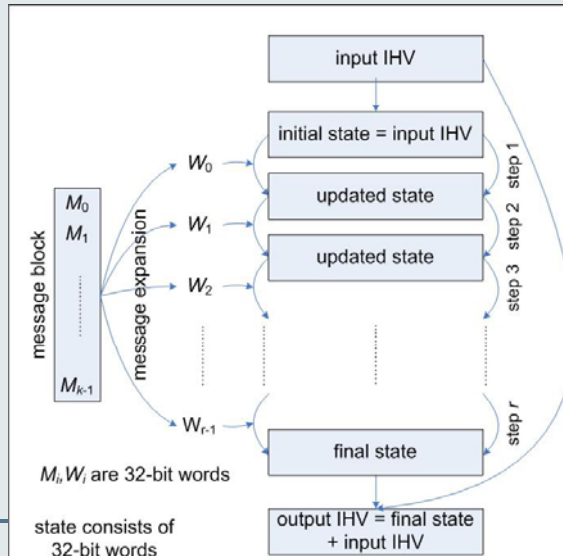 input IHV
initial state = input IHV
step 1
W0
updated state
step 2
W1
updated state
step 3
W2
message block
M0
M1
Mk-1
message expansion
Wr-1
step r
final state
Mi,Wi are 32-bit words
output IHV = final state
+ input IHV
state consists of
32-bit words